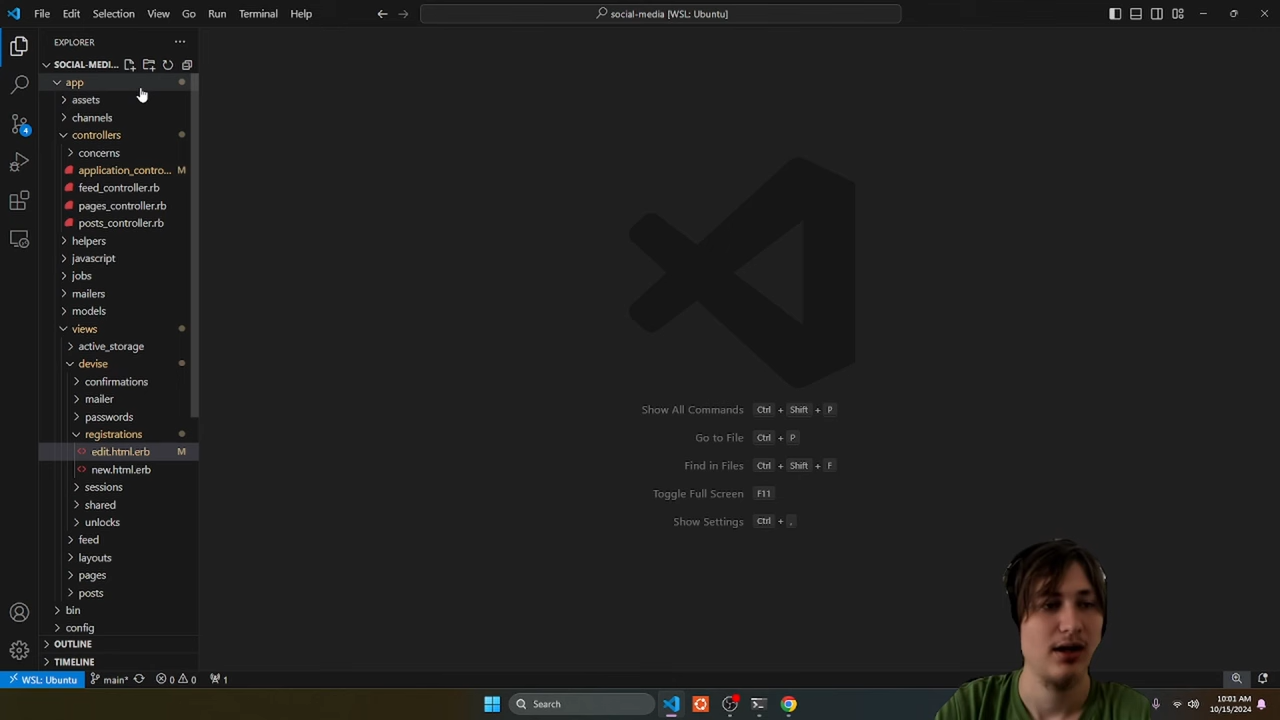 File Edit Selection View Go Run Terminal Help
social-media [WSL: Ubuntu]
EXPLORER
SOCIAL-MEDI...
app
assets
channels
controllers
concerns
application_contro... M
feed_controller.rb
pages_controller.rb
posts_controller.rb
helpers
javascript
jobs
mailers
models
views
active_storage
devise
confirmations
mailer
passwords
registrations
edit.html.erb M
new.html.erb
sessions
shared
unlocks
feed
layouts
pages
posts
bin
config
OUTLINE
TIMELINE
4
Show All Commands Ctrl + Shift + P
Go to File Ctrl + P
Find in Files Ctrl + Shift + F
Toggle Full Screen F11
Show Settings Ctrl + ,
WSL: Ubuntu main* 0 0 1
Search
10:01 AM
10/15/2024